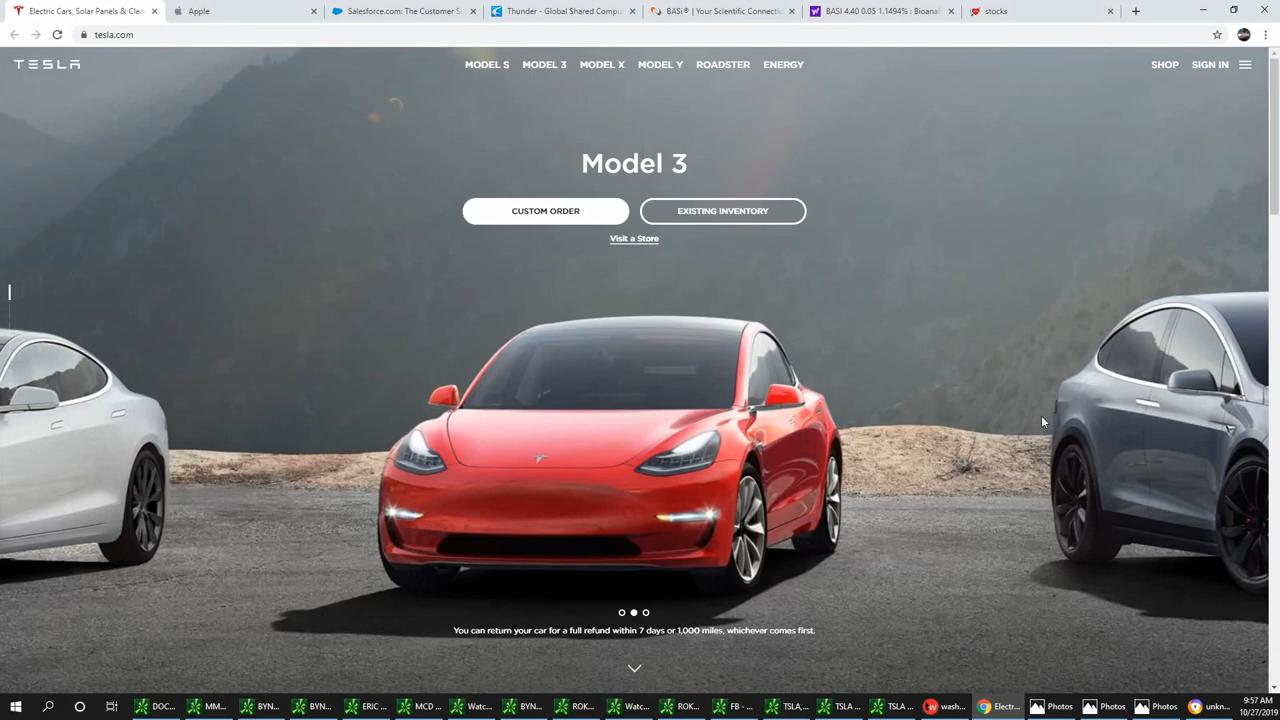 Electric Cars, Solar Panels & Clea
Apple
Salesforce.com: The Customer Su
Thunder - Global Shared Compu
BASi® | Your Scientific Connectio
BASI 4.40 0.05 1.1494% : Bioanal
stocks
tesla.com
TESLA
MODEL S MODEL 3 MODEL X MODEL Y ROADSTER ENERGY
SHOP SIGN IN
Model 3
CUSTOM ORDER EXISTING INVENTORY
Visit a Store
You can return your car for a full refund within 7 days or 1,000 miles, whichever comes first.
DOC... MM... BYN... BYN... ERIC ... MCD ... Watc... BYN... ROK... Watc... ROK... FB - ... TSLA,... TSLA ... TSLA ... wash... Electr... Photos Photos Photos unkn...
9:57 AM
10/27/2019